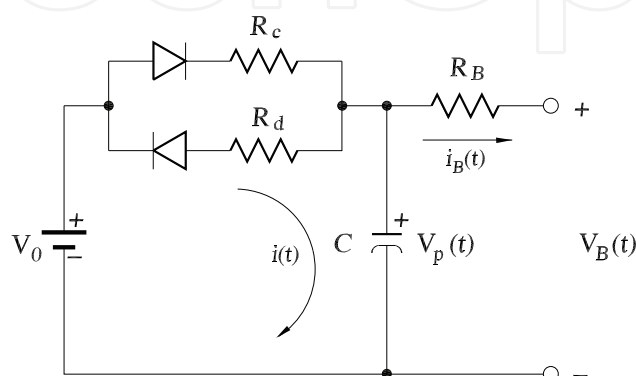 R_c
R_B
R_d
+
i_B(t)
+
V_0
−
i(t)
C
+
V_p(t)
V_B(t)
−